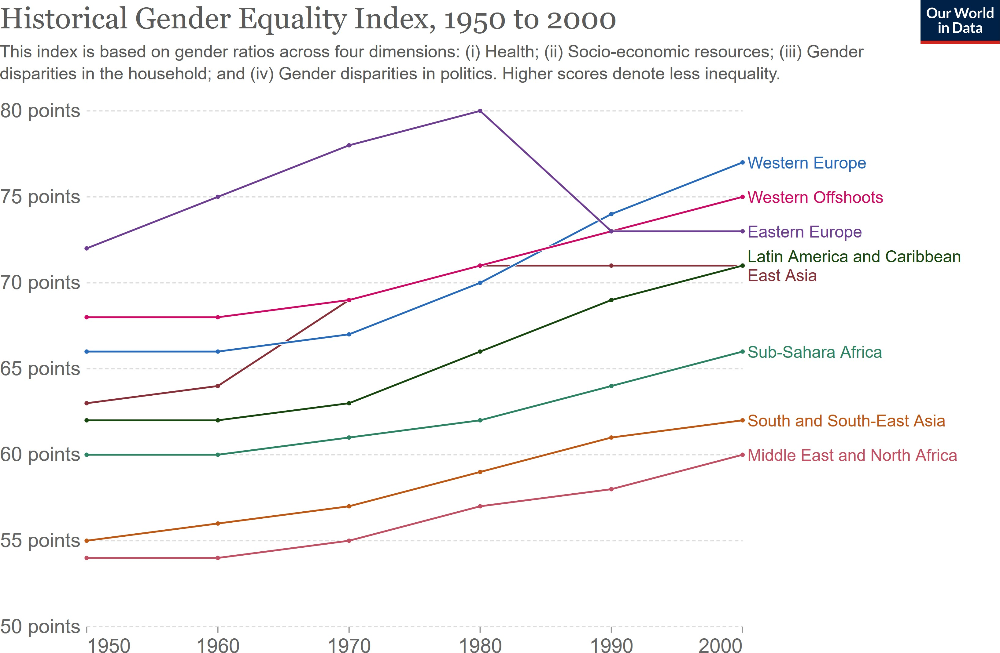 Historical Gender Equality Index, 1950 to 2000
Our World
in Data
This index is based on gender ratios across four dimensions: (i) Health; (ii) Socio-economic resources; (iii) Gender
disparities in the household; and (iv) Gender disparities in politics. Higher scores denote less inequality.
80 points
75 points
70 points
65 points
60 points
55 points
50 points
Western Europe
Western Offshoots
Eastern Europe
Latin America and Caribbean
East Asia
Sub-Sahara Africa
South and South-East Asia
Middle East and North Africa
1950 1960 1970 1980 1990 2000